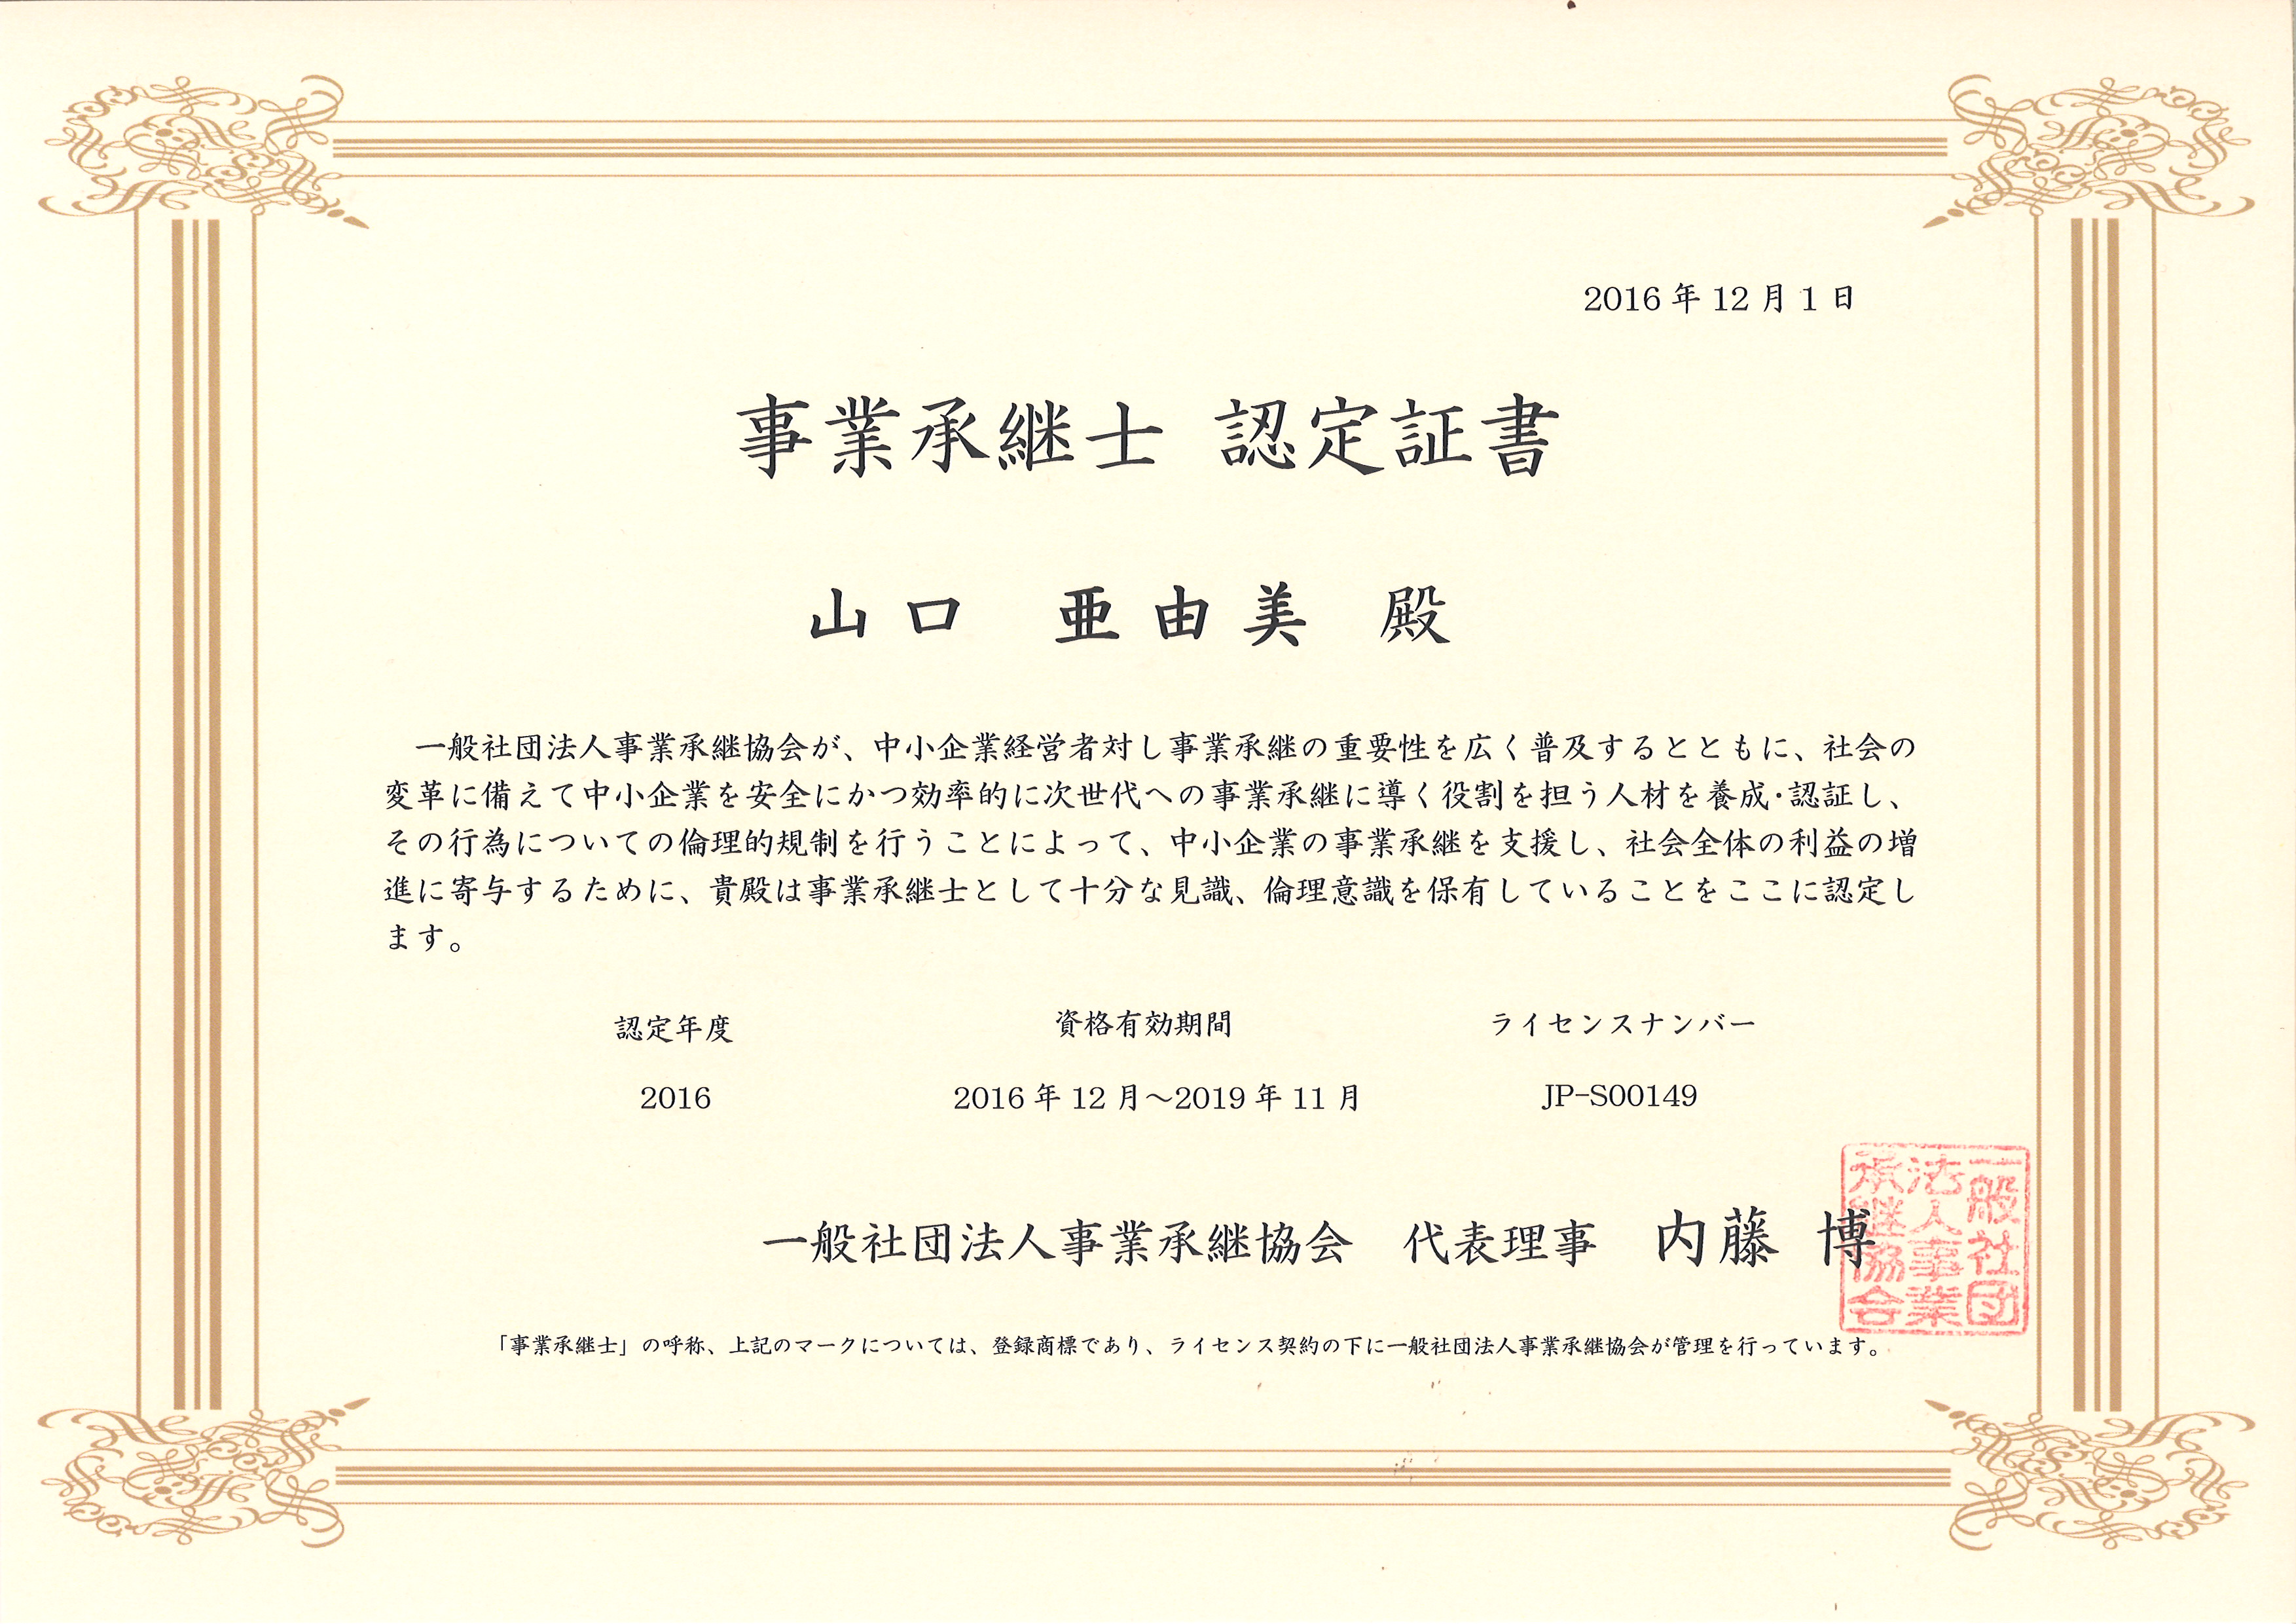 2016年12月1日
事業承継士 認定証書
山口 亜由美 殿
一般社団法人事業承継協会が、中小企業経営者対し事業承継の重要性を広く普及するとともに、社会の
変革に備えて中小企業を安全にかつ効率的に次世代への事業承継に導く役割を担う人材を養成・認証し、
その行為についての倫理的規制を行うことによって、中小企業の事業承継を支援し、社会全体の利益の増
進に寄与するために、貴殿は事業承継士として十分な見識、倫理意識を保有していることをここに認定し
ます。
認定年度 資格有効期間 ライセンスナンバー
2016 2016年12月～2019年11月 JP-S00149
一般社団法人事業承継協会 代表理事 内藤 博
一般社団
法人事業
承継協会
「事業承継士」の呼称、上記のマークについては、登録商標であり、ライセンス契約の下に一般社団法人事業承継協会が管理を行っています。